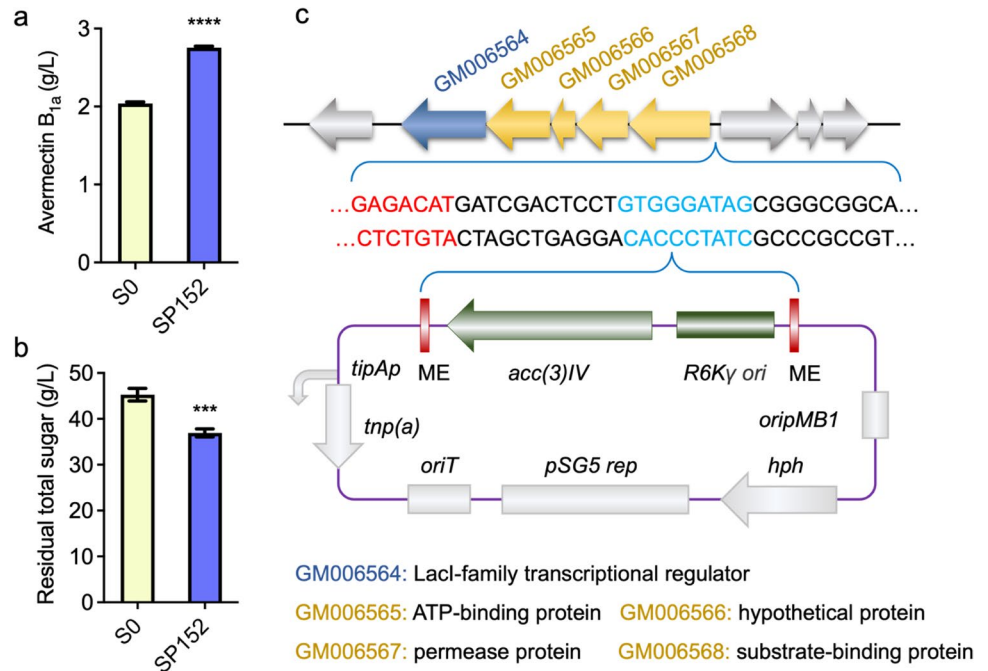 a
****
Avermectin B1a (g/L)
3
2
1
0
S0
SP152
b
***
Residual total sugar (g/L)
50
40
30
20
10
0
S0
SP152
c
GM006564
GM006565
GM006566
GM006567
GM006568
…GAGACATGATCGACTCCTGTGGGATAGCGGGCGGCA…
…CTCTGTACTAGCTGAGGACACCCTATCGCCCGCCGT…
tipAp
ME
acc(3)IV
R6Kγ ori
ME
tnp(a)
oripMB1
oriT
pSG5 rep
hph
GM006564: LacI-family transcriptional regulator
GM006565: ATP-binding protein GM006566: hypothetical protein
GM006567: permease protein GM006568: substrate-binding protein